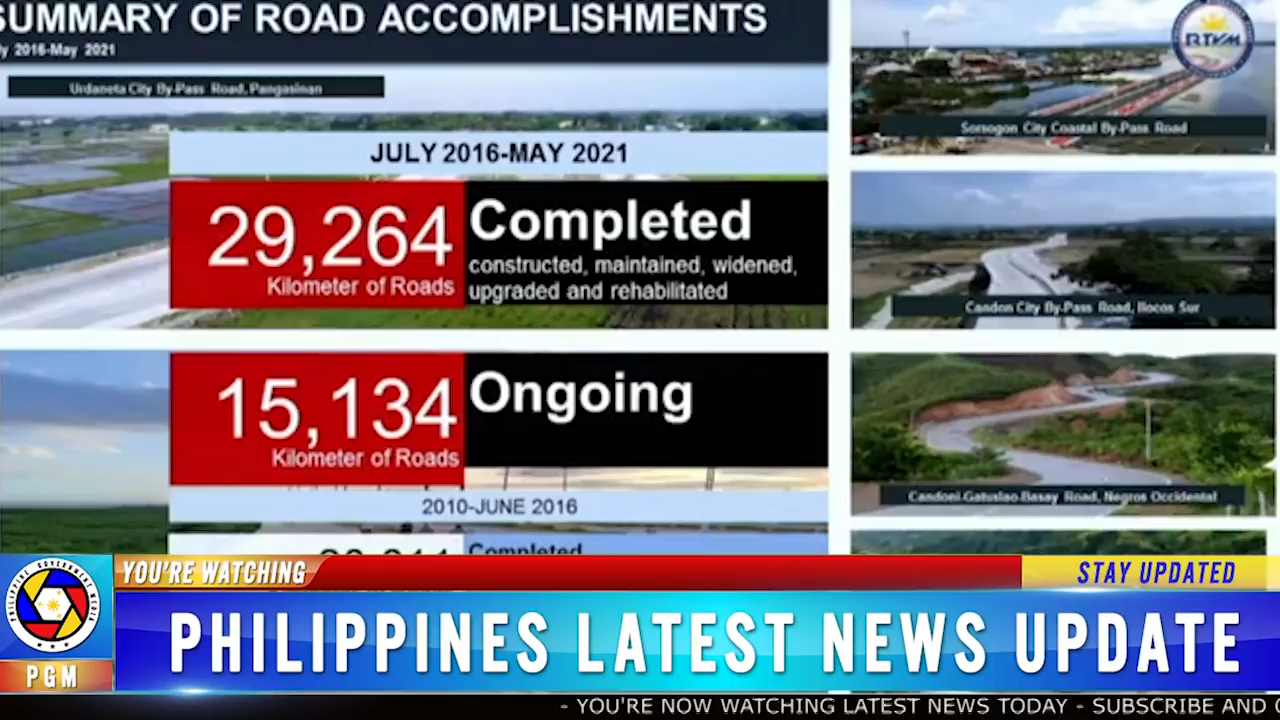 SUMMARY OF ROAD ACCOMPLISHMENTS
2016-May 2021
Urdaneta City By-Pass Road, Pangasinan
JULY 2016-MAY 2021
29,264
Kilometer of Roads
Completed
constructed, maintained, widened,
upgraded and rehabilitated
15,134
Kilometer of Roads
Ongoing
2010-JUNE 2016
Completed
RTVM
Sorsogon City Coastal By-Pass Road
Candon City By-Pass Road, Ilocos Sur
Candoni-Gatuslao-Basay Road, Negros Occidental
YOU'RE WATCHING
STAY UPDATED
PHILIPPINE GOVERNMENT MEDIA
PGM
PHILIPPINES LATEST NEWS UPDATE
- YOU'RE NOW WATCHING LATEST NEWS TODAY - SUBSCRIBE AND